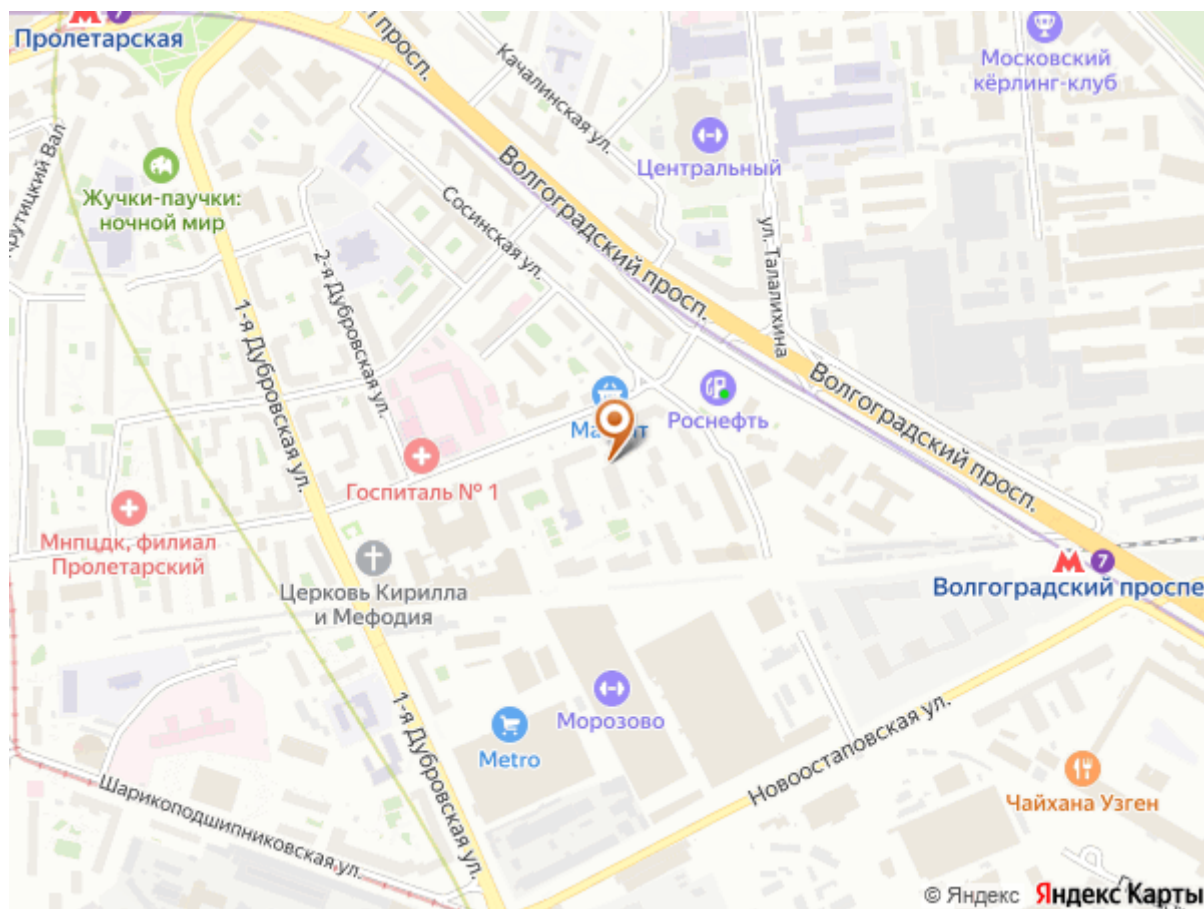 Пролетарская
просп.
Качалинская ул.
Московский
кёрлинг-клуб
Центральный
Жучки-паучки:
ночной мир
Волгоградский просп.
Сосинская ул.
ул. Талалихина
2-я Дубровская ул.
1-я Дубровская ул.
Роснефть
Волгоградский просп.
Госпиталь № 1
Мнпцдк, филиал
Пролетарский
Церковь Кирилла
и Мефодия
7
Волгоградский проспе
Морозово
Metro
1-я Дубровская ул.
Новоостаповская ул.
Чайхана Узген
Шарикоподшипниковская ул.
© Яндекс Яндекс Карты